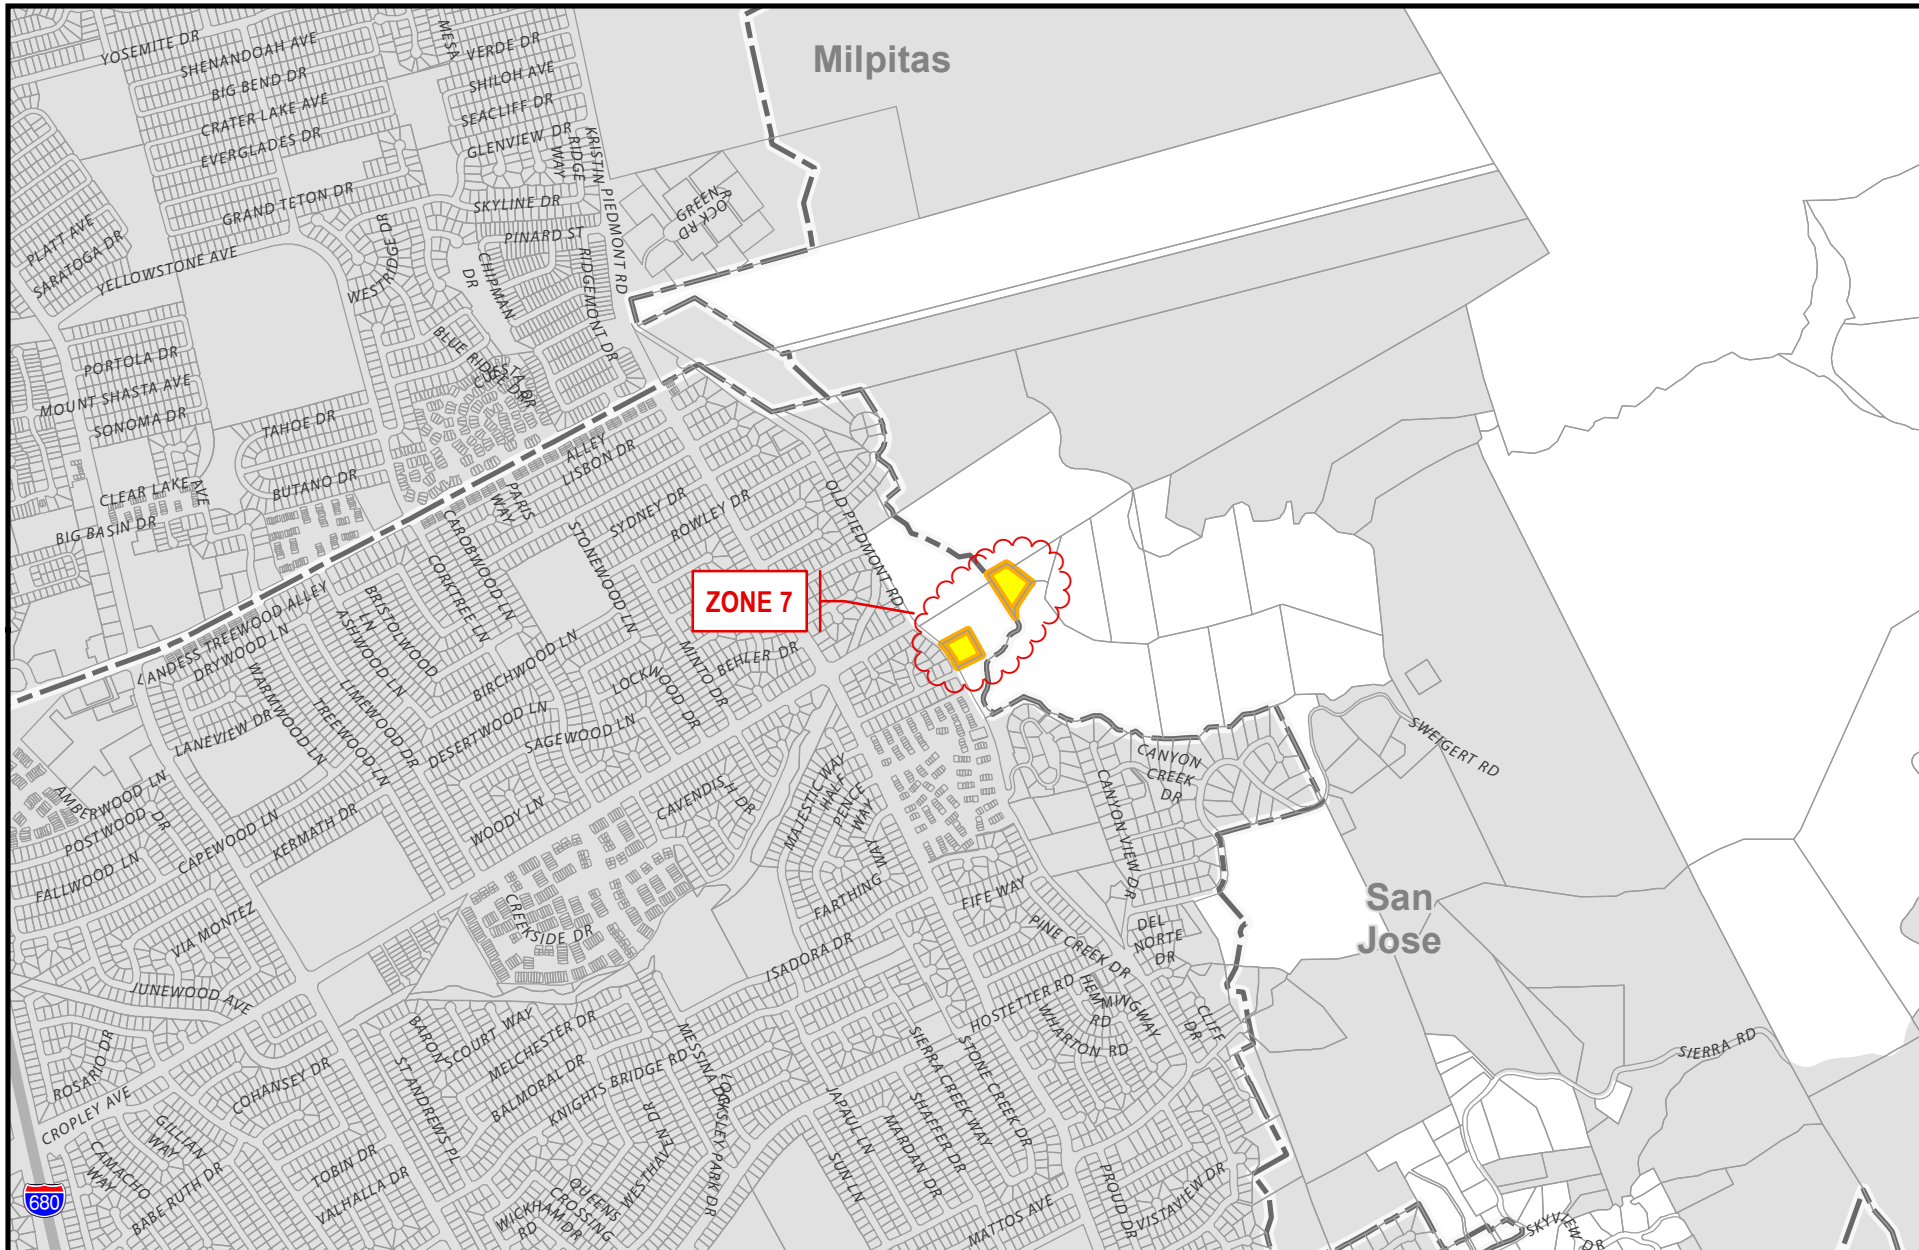 YOSEMITE DR
SHENANDOAH AVE
BIG BEND DR
CRATER LAKE AVE
EVERGLADES DR
GRAND TETON DR
MESA
VERDE DR
SHILOH AVE
SEACLIFF DR
GLENVIEW DR
RIDGE
WAY
KRISTIN
PIEDMONT RD
SKYLINE DR
PINARD ST
RIDGEMONT DR
GREEN
ROCK RD
Milpitas
PLATT AVE
SARATOGA DR
YELLOWSTONE AVE
WESTRIDGE DR
CHIPMAN
DR
BLUE RIDGE DR
CUESTA DR
PORTOLA DR
MOUNT SHASTA AVE
SONOMA DR
TAHOE DR
BUTANO DR
CLEAR LAKE AVE
BIG BASIN DR
ALLEY
LISBON DR
PARIS
WAY
SYDNEY DR
ROWLEY DR
OLD PIEDMONT RD
CAROBWOOD LN
STONEWOOD LN
CORKTREE LN
BRISTOLWOOD
LN
ASHWOOD LN
LANDESS TREEWOOD ALLEY
DRYWOOD LN
WARMWOOD LN
LIMEWOOD DR
TREEWOOD LN
LANEVIEW DR
BIRCHWOOD LN
DESERTWOOD LN
SAGEWOOD LN
LOCKWOOD DR
MINTO DR
BEHLER DR
ZONE 7
WOODY LN
CAVENDISH DR
MAJESTIC WAY
HALF
PENCE
WAY
FARTHING
WAY
CANYON
CREEK
DR
CANYON VIEW DR
SWEIGERT RD
AMBERWOOD LN
POSTWOOD DR
FALLWOOD LN
CAPEWOOD LN
KERMATH DR
VIA MONTEZ
CREEKSIDE DR
JUNEWOOD AVE
ISADORA DR
FIFE WAY
PINE CREEK DR
DEL
NORTE
DR
San
Jose
HOSTETTER RD
HEMMINGWAY
RD
WHARTON RD
CLIFF
DR
SIERRA RD
ROSARIO DR
CROPLEY AVE
COHANSEY DR
BARON
SCOURT WAY
MELCHESTER DR
BALMORAL DR
KNIGHTS BRIDGE RD
ST ANDREWS PL
MESSINA DR
LOCKSLEY PARK DR
WESTHAVEN DR
QUEENS
CROSSING
WICKHAM DR
RD
JAPAUL LN
SUN LN
MARDAN DR
SHAFFER DR
SIERRA CREEK WAY
STONE CREEK DR
MATTOS AVE
PROUD DR
VISTAVIEW DR
SKYVIEW DR
GILLIAN
WAY
CAMACHO
WAY
BABE RUTH DR
TOBIN DR
VALHALLA DR
680